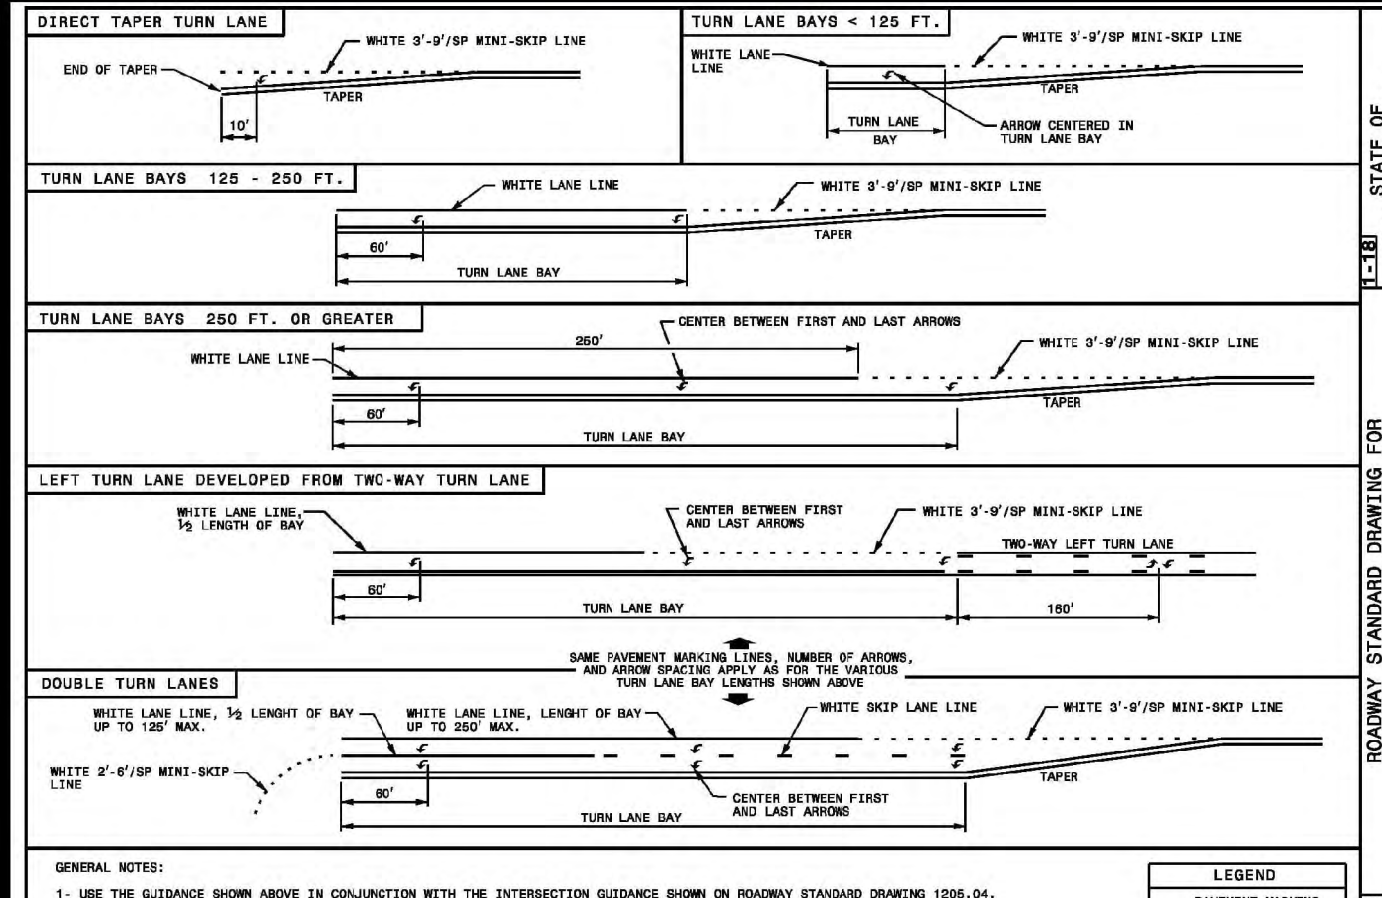 DIRECT TAPER TURN LANE
WHITE 3'-9'/SP MINI-SKIP LINE
END OF TAPER
TAPER
10'
TURN LANE BAYS < 125 FT.
WHITE LANE
LINE
WHITE 3'-9'/SP MINI-SKIP LINE
TAPER
TURN LANE
BAY
ARROW CENTERED IN
TURN LANE BAY
TURN LANE BAYS 125 - 250 FT.
WHITE LANE LINE
WHITE 3'-9'/SP MINI-SKIP LINE
TAPER
60'
TURN LANE BAY
TURN LANE BAYS 250 FT. OR GREATER
CENTER BETWEEN FIRST AND LAST ARROWS
250'
WHITE 3'-9'/SP MINI-SKIP LINE
WHITE LANE LINE
TAPER
60'
TURN LANE BAY
LEFT TURN LANE DEVELOPED FROM TWO-WAY TURN LANE
WHITE LANE LINE,
½ LENGTH OF BAY
CENTER BETWEEN FIRST
AND LAST ARROWS
WHITE 3'-9'/SP MINI-SKIP LINE
TWO-WAY LEFT TURN LANE
60'
TURN LANE BAY
160'
SAME PAVEMENT MARKING LINES, NUMBER OF ARROWS,
AND ARROW SPACING APPLY AS FOR THE VARIOUS
TURN LANE BAY LENGTHS SHOWN ABOVE
DOUBLE TURN LANES
WHITE LANE LINE, ½ LENGHT OF BAY
UP TO 125' MAX.
WHITE LANE LINE, LENGHT OF BAY
UP TO 250' MAX.
WHITE SKIP LANE LINE
WHITE 3'-9'/SP MINI-SKIP LINE
WHITE 2'-6'/SP MINI-SKIP
LINE
TAPER
60'
CENTER BETWEEN FIRST
AND LAST ARROWS
TURN LANE BAY
GENERAL NOTES:
1- USE THE GUIDANCE SHOWN ABOVE IN CONJUNCTION WITH THE INTERSECTION GUIDANCE SHOWN ON ROADWAY STANDARD DRAWING 1205.04.
LEGEND
PAVEMENT MARKING
STATE OF
1-18
ROADWAY STANDARD DRAWING FOR